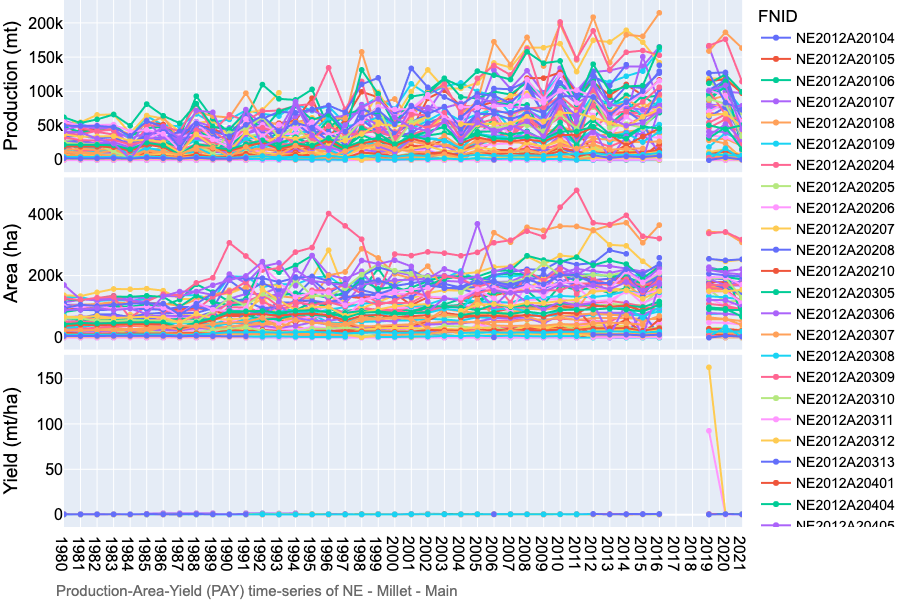 Production (mt)
200k
150k
100k
50k
0
Area (ha)
400k
200k
0
Yield (mt/ha)
150
100
50
0
1980 1981 1982 1983 1984 1985 1986 1987 1988 1989 1990 1991 1992 1993 1994 1995 1996 1997 1998 1999 2000 2001 2002 2003 2004 2005 2006 2007 2008 2009 2010 2011 2012 2013 2014 2015 2016 2017 2018 2019 2020 2021
FNID
NE2012A20104
NE2012A20105
NE2012A20106
NE2012A20107
NE2012A20108
NE2012A20109
NE2012A20204
NE2012A20205
NE2012A20206
NE2012A20207
NE2012A20208
NE2012A20210
NE2012A20305
NE2012A20306
NE2012A20307
NE2012A20308
NE2012A20309
NE2012A20310
NE2012A20311
NE2012A20312
NE2012A20313
NE2012A20401
NE2012A20404
NE2012A20405
Production-Area-Yield (PAY) time-series of NE - Millet - Main